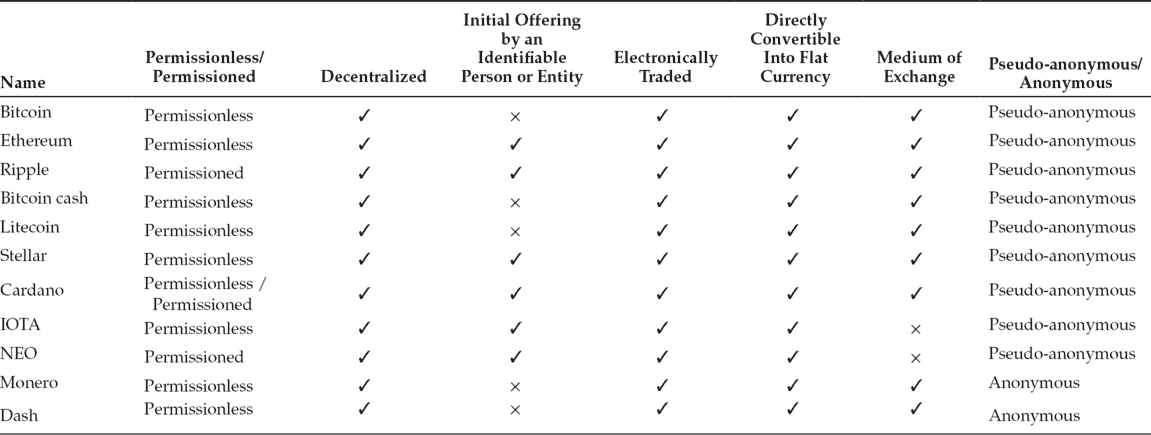 Name | Permissionless/ Permissioned | Decentralized | Initial Offering by an Identifiable Person or Entity | Electronically Traded | Directly Convertible Into Flat Currency | Medium of Exchange | Pseudo-anonymous/ Anonymous
Bitcoin | Permissionless | ✓ | × | ✓ | ✓ | ✓ | Pseudo-anonymous
Ethereum | Permissionless | ✓ | ✓ | ✓ | ✓ | ✓ | Pseudo-anonymous
Ripple | Permissioned | ✓ | ✓ | ✓ | ✓ | ✓ | Pseudo-anonymous
Bitcoin cash | Permissionless | ✓ | × | ✓ | ✓ | ✓ | Pseudo-anonymous
Litecoin | Permissionless | ✓ | × | ✓ | ✓ | ✓ | Pseudo-anonymous
Stellar | Permissionless | ✓ | ✓ | ✓ | ✓ | ✓ | Pseudo-anonymous
Cardano | Permissionless / Permissioned | ✓ | ✓ | ✓ | ✓ | ✓ | Pseudo-anonymous
IOTA | Permissionless | ✓ | ✓ | ✓ | ✓ | × | Pseudo-anonymous
NEO | Permissioned | ✓ | ✓ | ✓ | ✓ | × | Pseudo-anonymous
Monero | Permissionless | ✓ | × | ✓ | ✓ | ✓ | Anonymous
Dash | Permissionless | ✓ | × | ✓ | ✓ | ✓ | Anonymous